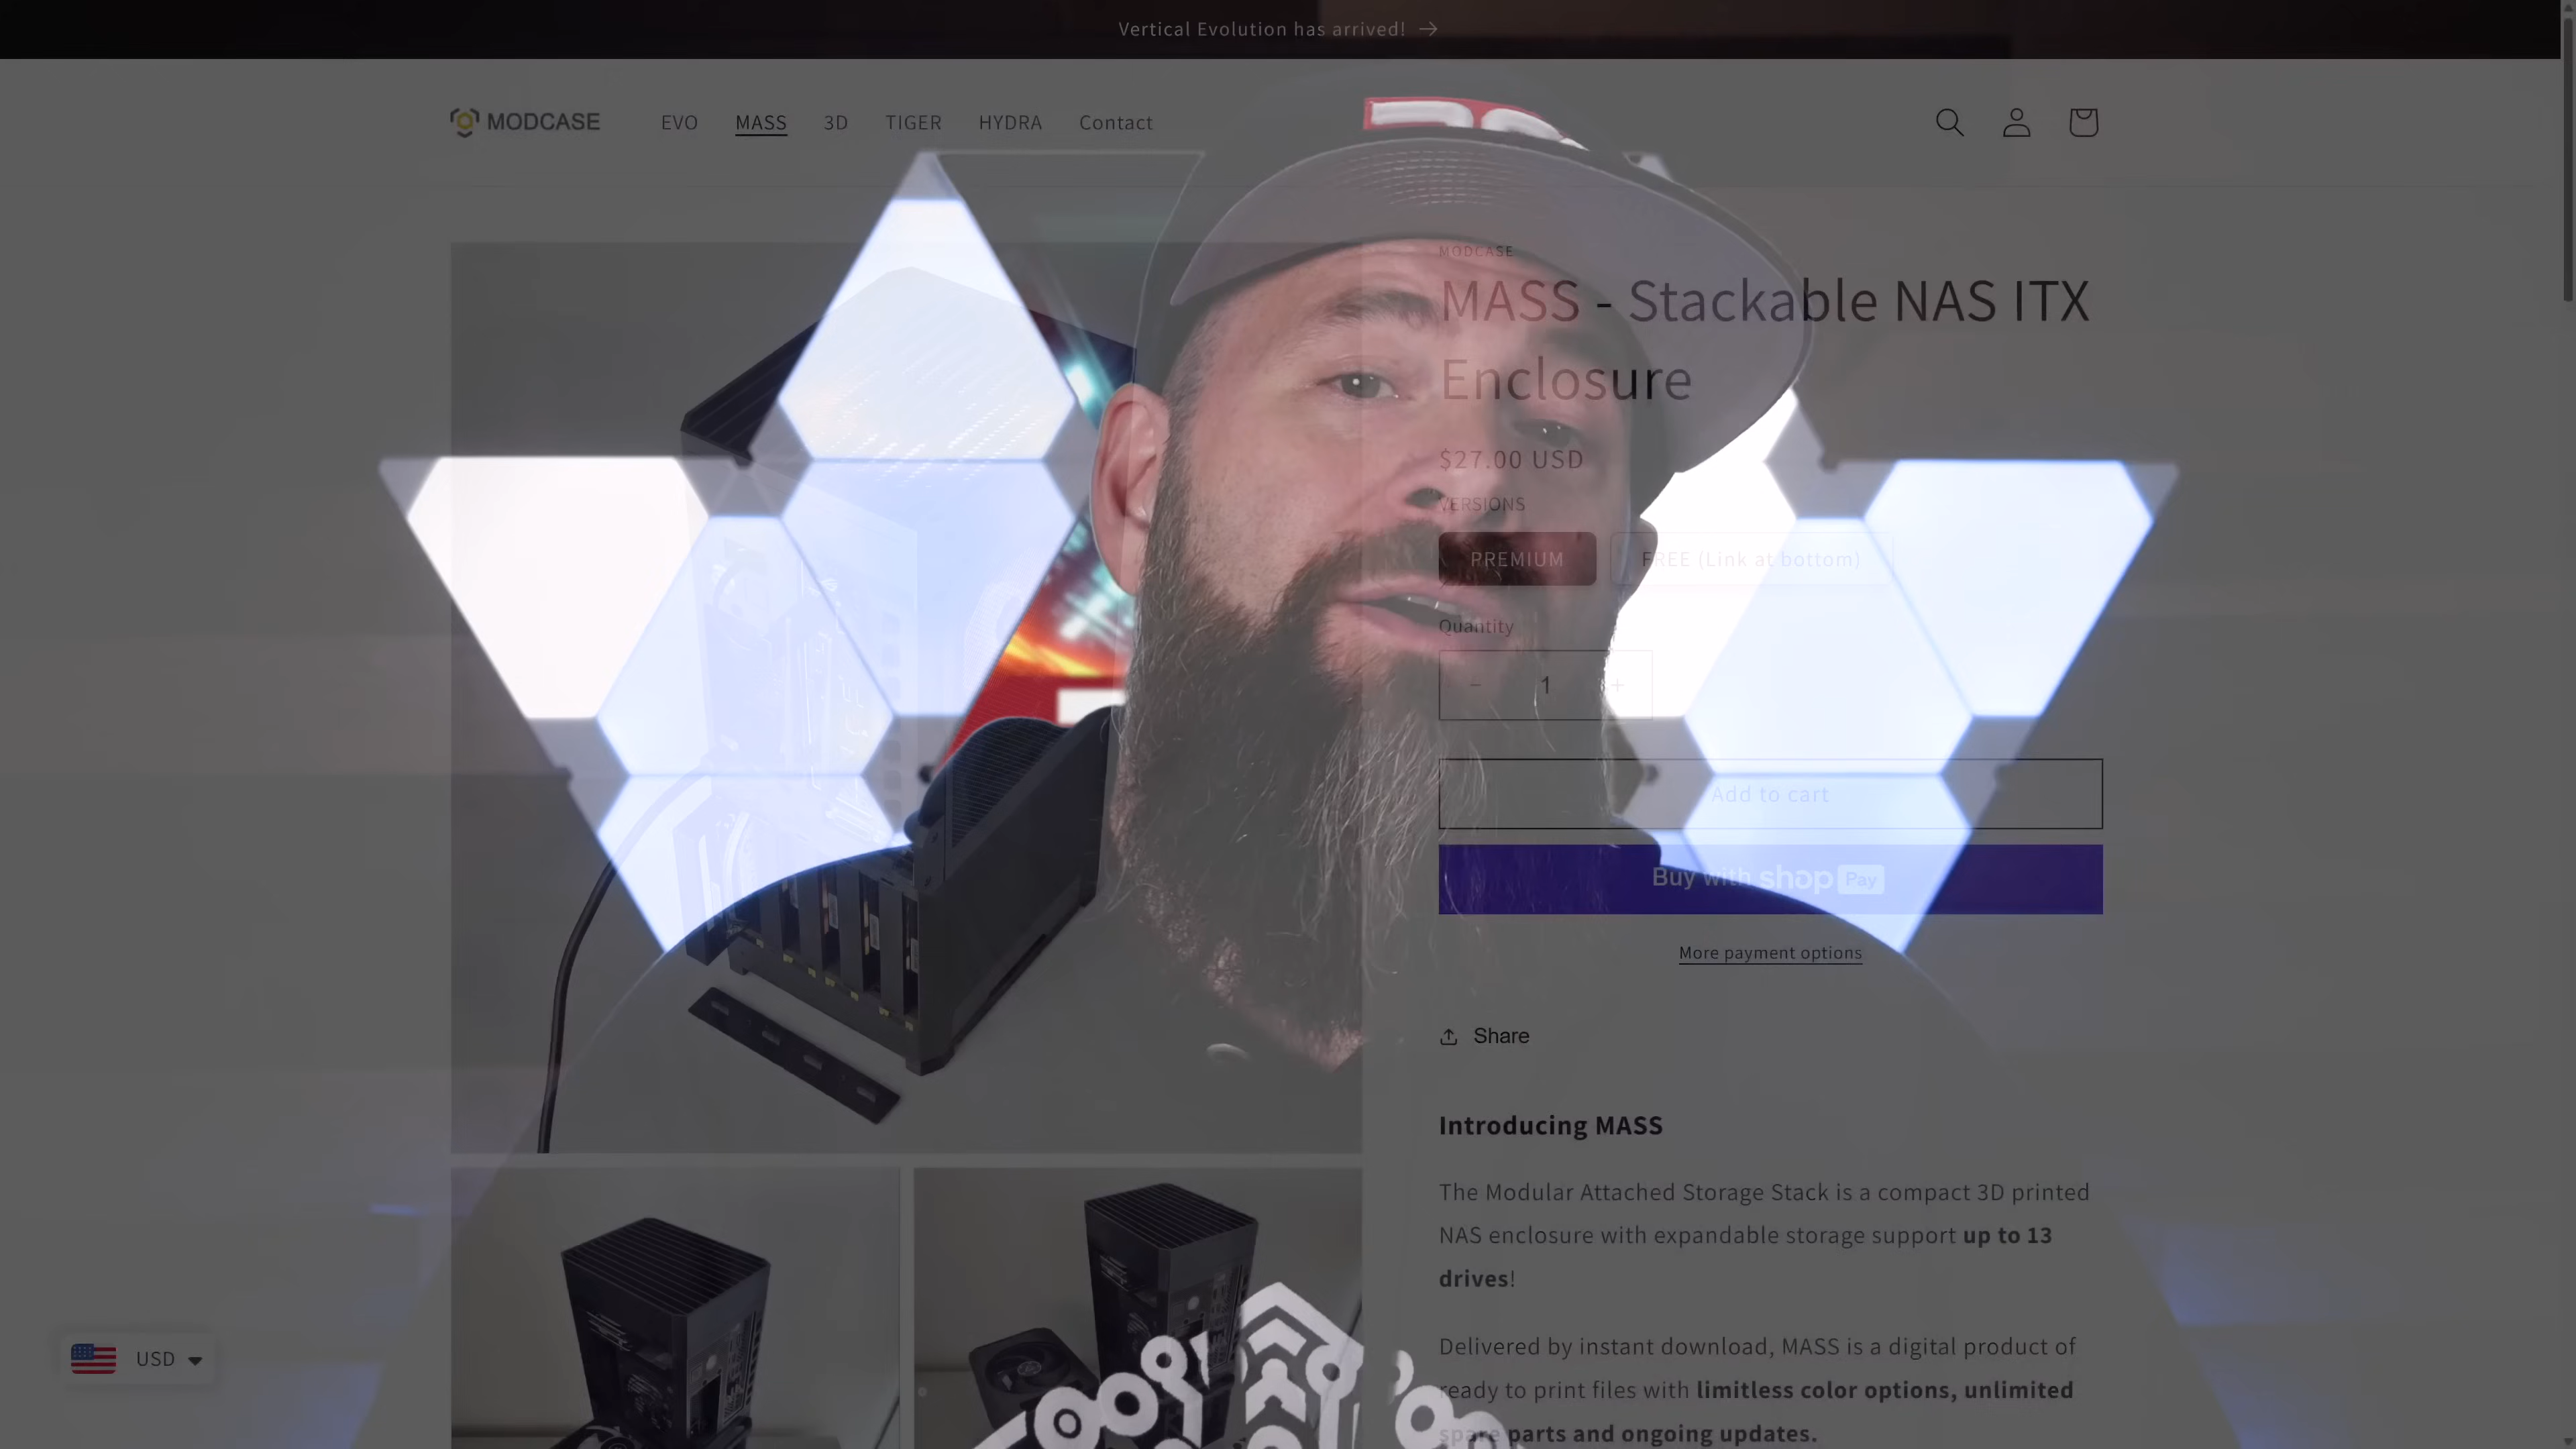 Vertical Evolution has arrived! →
MODCASE
EVO
MASS
3D
TIGER
HYDRA
Contact
MODCASE
MASS - Stackable NAS ITX
Enclosure
$27.00 USD
VERSIONS
PREMIUM
FREE (Link at bottom)
Quantity
- 1 +
Add to cart
Buy with shop Pay
More payment options
Share
Introducing MASS
The Modular Attached Storage Stack is a compact 3D printed
NAS enclosure with expandable storage support up to 13
drives!
Delivered by instant download, MASS is a digital product of
ready to print files with limitless color options, unlimited
spare parts and ongoing updates.
USD